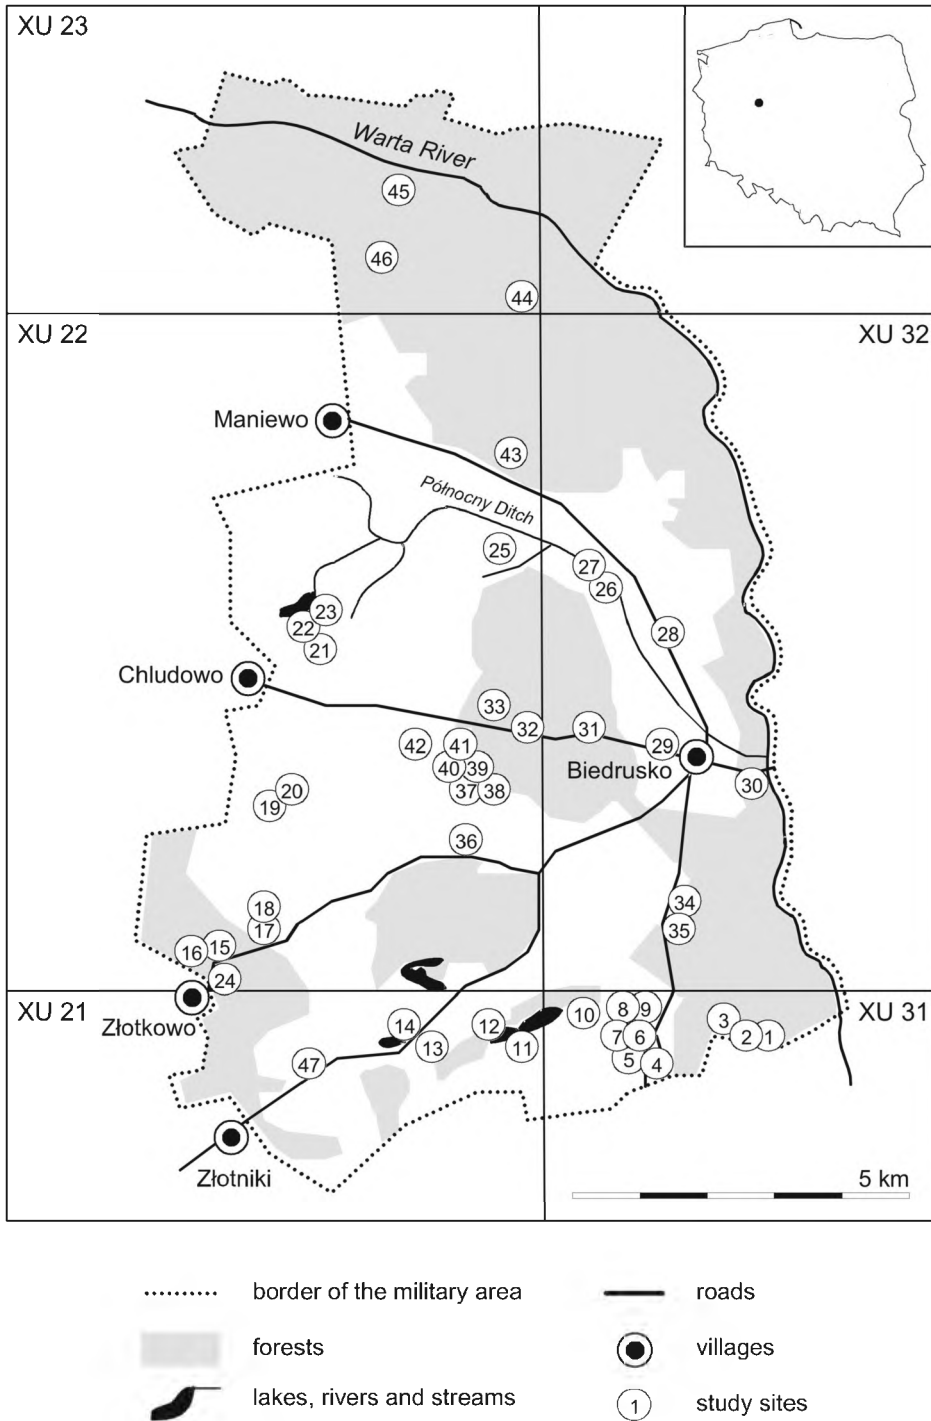 XU 23
Warta River
45
46
44
XU 22
XU 32
Maniewo
43
Północny Ditch
25
27
26
23
22
28
21
Chludowo
33
32
31
42
41
29
40
39
Biedrusko
30
20
37
38
19
36
18
34
17
35
15
16
24
XU 21
XU 31
Złotkowo
8
9
10
3
14
12
7
6
2
1
13
11
5
4
47
Złotniki
5 km
border of the military area
roads
forests
villages
lakes, rivers and streams
1
study sites